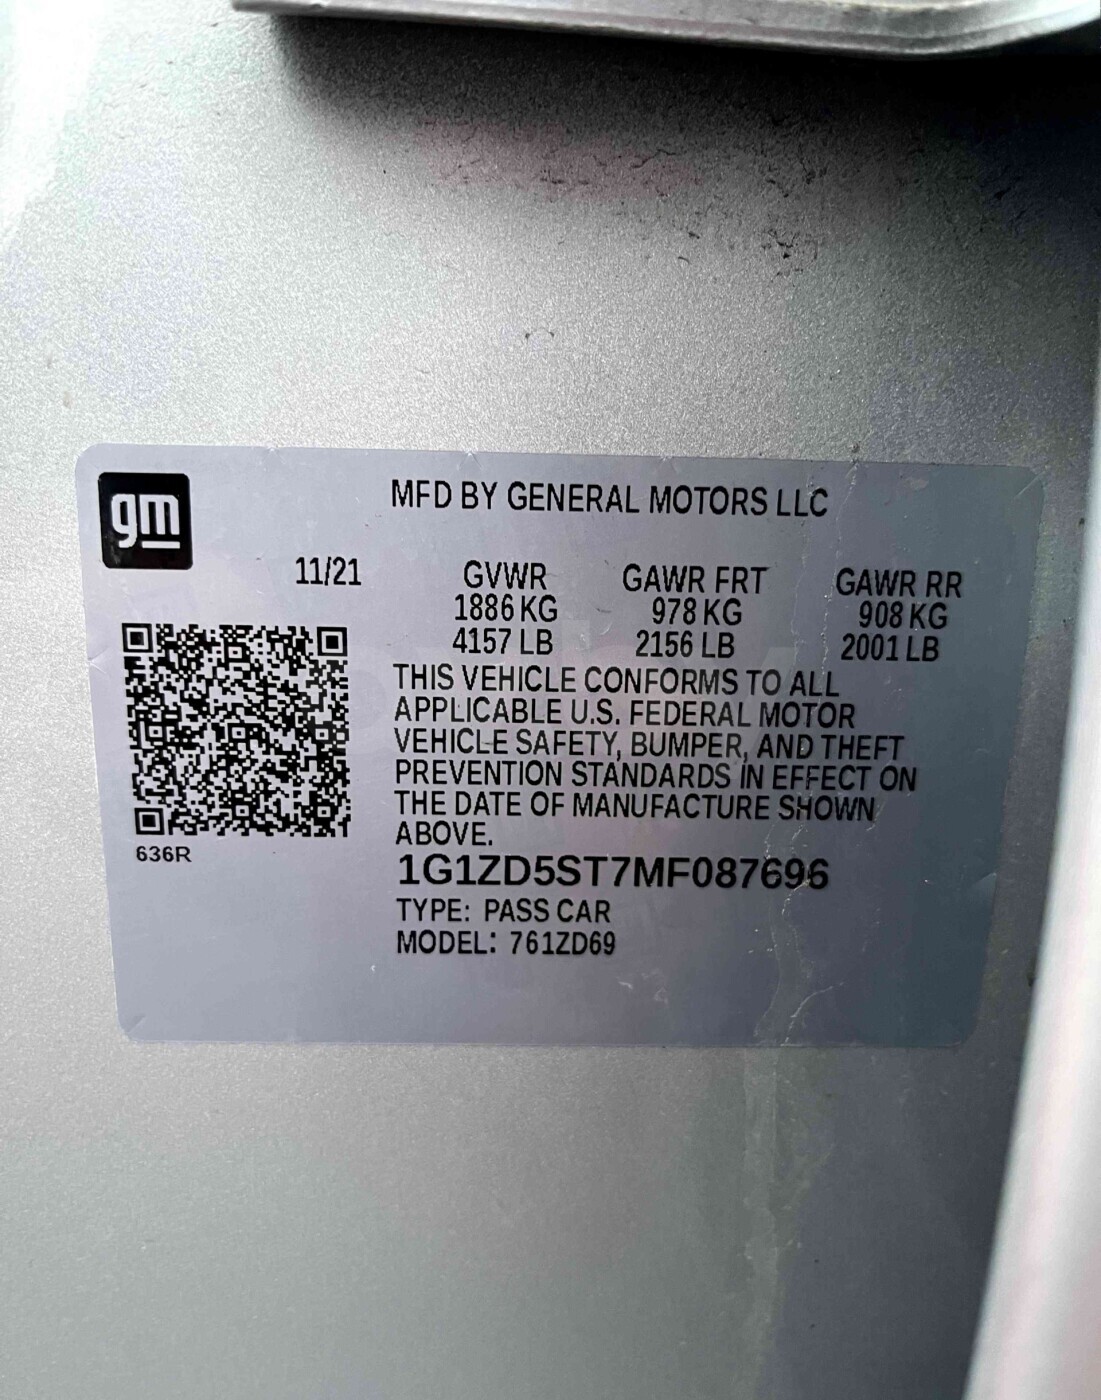 gm
MFD BY GENERAL MOTORS LLC
11/21 GVWR GAWR FRT GAWR RR
1886 KG 978 KG 908 KG
4157 LB 2156 LB 2001 LB
THIS VEHICLE CONFORMS TO ALL
APPLICABLE U.S. FEDERAL MOTOR
VEHICLE SAFETY, BUMPER, AND THEFT
PREVENTION STANDARDS IN EFFECT ON
THE DATE OF MANUFACTURE SHOWN
ABOVE.
636R
1G1ZD5ST7MF087696
TYPE: PASS CAR
MODEL: 761ZD69